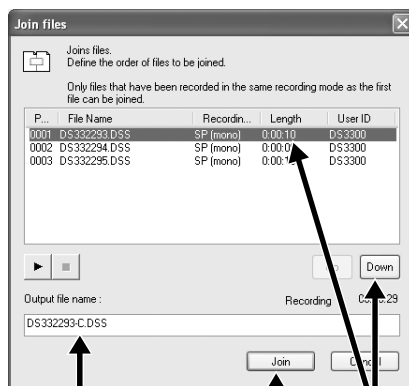 Join files
Joins files.
Define the order of files to be joined.
Only files that have been recorded in the same recording mode as the first
file can be joined.
P... File Name Recordin... Length User ID
0001 DS332293.DSS SP (mono) 0:00:10 DS3300
0002 DS332294.DSS SP (mono) DS3300
0003 DS332295.DSS SP (mono) DS3300
Down
Output file name : Recording
DS332293-C.DSS
Join